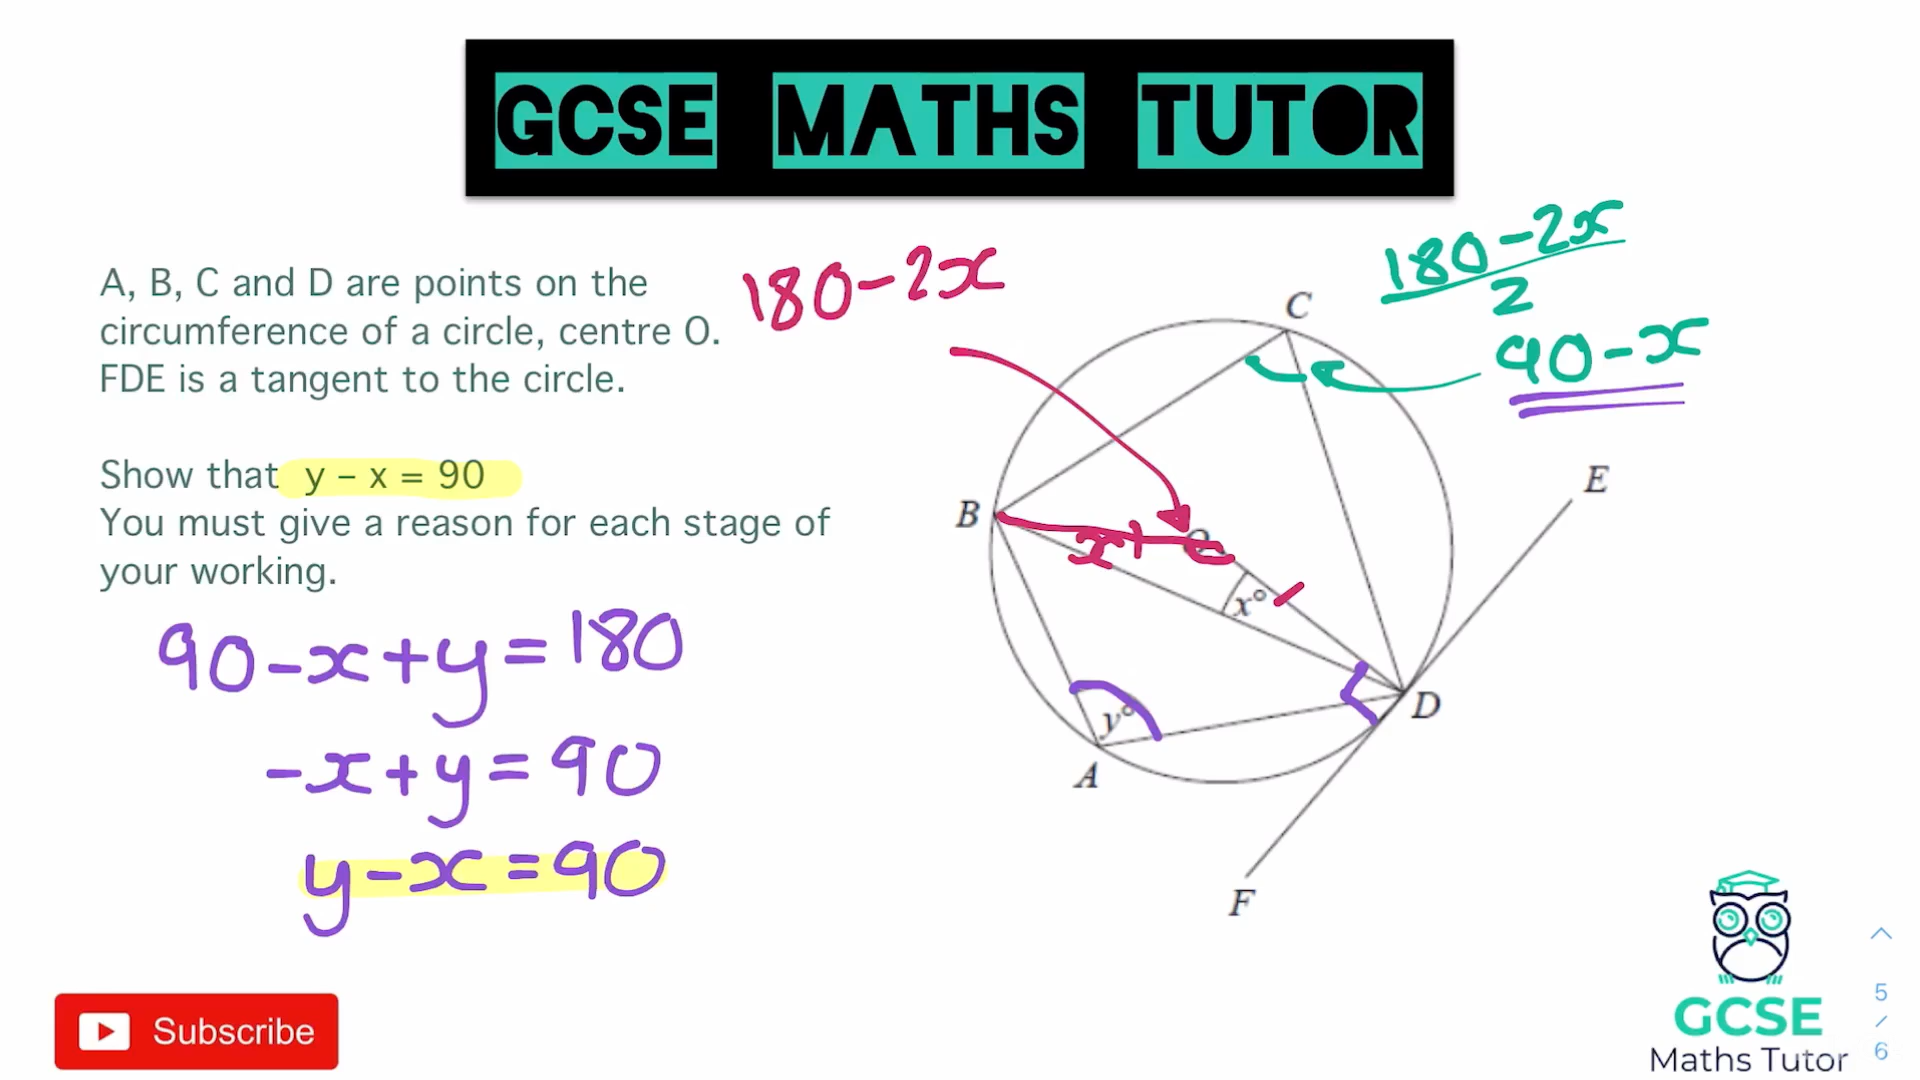 GCSE MATHS TUTOR
A, B, C and D are points on the
circumference of a circle, centre O.
FDE is a tangent to the circle.
Show that y – x = 90
You must give a reason for each stage of
your working.
90-x+y=180
-x+y=90
y-x=90
180-2x
180-2x
2
90-x
C
E
B
x
O
x°
D
y°
A
F
Subscribe
GCSE
Maths Tutor
5
/
6